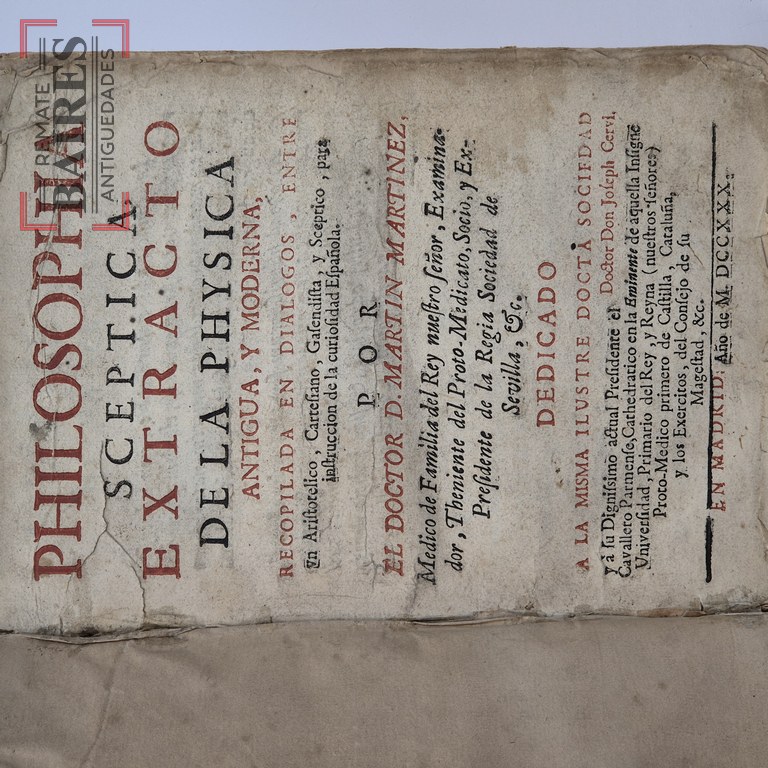 REMATE
BAIRES
ANTIGUEDADES
PHILOSOPHIA
SCEPTICA,
EXTRACTO
DE LA PHYSICA
ANTIGUA, Y MODERNA,
RECOPILADA EN DIALOGOS, ENTRE
vn Aristotelico, Cartesiano, Gasendista, y Sceptico, para
instruccion de la curiosidad Española.
POR
EL DOCTOR D. MARTIN MARTINEZ,
Medico de Familia del Rey nuestro señor, Examina-
dor, Theniente del Proto-Medicato, Socio, y Ex-
Presidente de la Regia Sociedad de
Sevilla, &c.
DEDICADO
A LA MISMA ILUSTRE DOCTA SOCIEDAD
y à su Dignissimo actual Presidente el Doctor Don Joseph Cervi,
Cavallero Parmense, Cathedratico en la Eminente de aquella Insigne
Universidad, Primario del Rey, y Reyna (nuestros señores)
Proto-Medico primero de Castilla, Cataluña,
y los Exercitos, del Consejo de su
Magestad, &c.
EN MADRID: Año de M. DCCXXX.